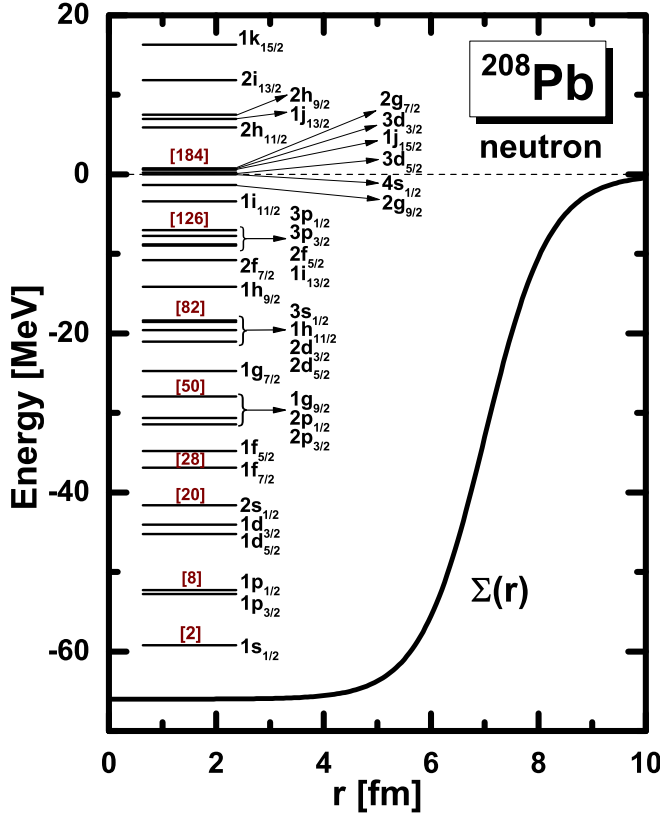 20
0
-20
-40
-60
Energy [MeV]
208Pb
neutron
1k15/2
2i13/2
2h9/2
1j13/2
2h11/2
[184]
2g7/2
3d3/2
1j15/2
3d5/2
4s1/2
2g9/2
1i11/2
[126]
3p1/2
3p3/2
2f5/2
1i13/2
2f7/2
1h9/2
[82]
3s1/2
1h11/2
2d3/2
2d5/2
1g7/2
[50]
1g9/2
2p1/2
2p3/2
1f5/2
[28]
1f7/2
[20]
2s1/2
1d3/2
1d5/2
[8]
1p1/2
1p3/2
[2]
1s1/2
Σ(r)
0 2 4 6 8 10
r [fm]